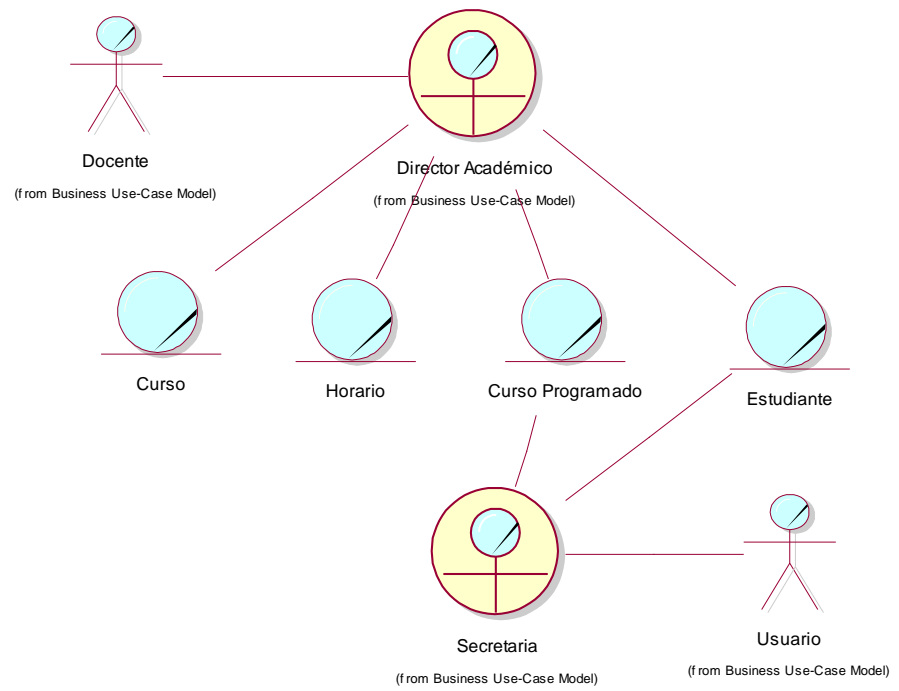 Docente
(from Business Use-Case Model)
Director Académico
(from Business Use-Case Model)
Curso
Horario
Curso Programado
Estudiante
Secretaria
(from Business Use-Case Model)
Usuario
(from Business Use-Case Model)